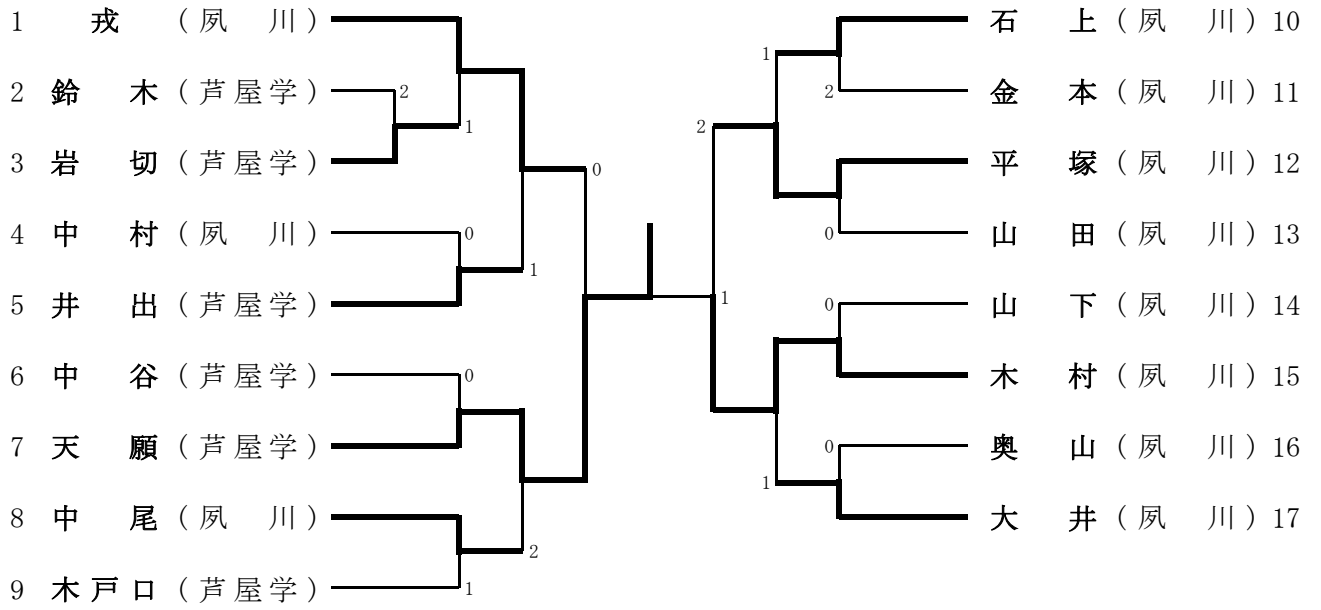 1 戎 (夙 川)
2 鈴 木 (芦屋学)
2
1
3 岩 切 (芦屋学)
0
4 中 村 (夙 川)
0
1
5 井 出 (芦屋学)
6 中 谷 (芦屋学)
0
7 天 願 (芦屋学)
8 中 尾 (夙 川)
2
9 木戸口 (芦屋学)
1
石 上 (夙 川) 10
1
2
金 本 (夙 川) 11
2
平 塚 (夙 川) 12
0
山 田 (夙 川) 13
1
0
山 下 (夙 川) 14
木 村 (夙 川) 15
0
奥 山 (夙 川) 16
1
大 井 (夙 川) 17